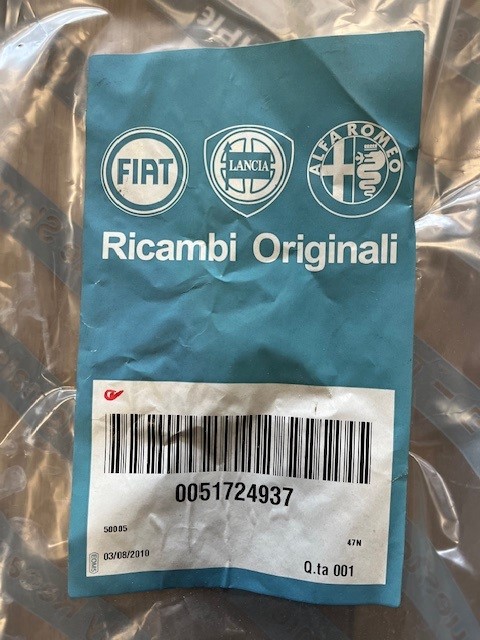 FIAT
LANCIA
ALFA ROMEO
Ricambi Originali
0051724937
50005
47N
03/08/2010
Q.ta 001